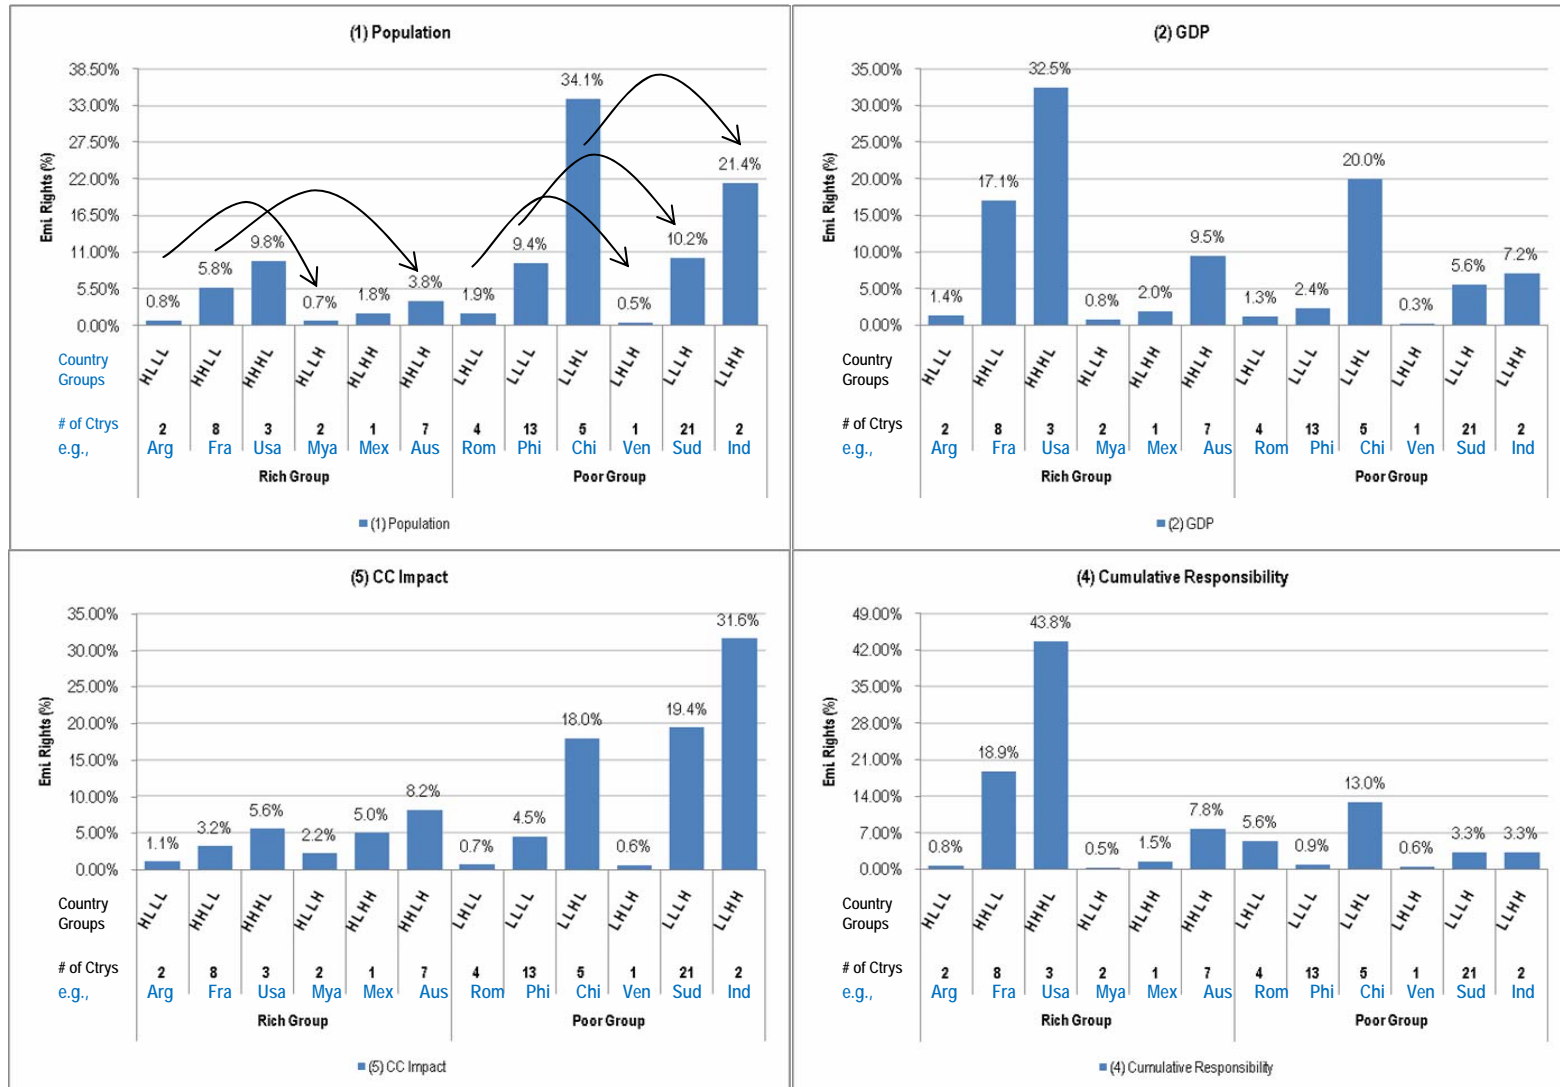 (1) Population
38.50%
33.00%
27.50%
22.00%
16.50%
11.00%
5.50%
0.00%
Emi. Rights (%)
0.8%
5.8%
9.8%
0.7%
1.8%
3.8%
1.9%
9.4%
34.1%
0.5%
10.2%
21.4%
Country Groups
HLLL HHLL HHHL HLLH HLHH HHLH LHLL LLLL LLHL LHLH LLLH LLHH
# of Ctrys 2 8 3 2 1 7 4 13 5 1 21 2
e.g., Arg Fra Usa Mya Mex Aus Rom Phi Chi Ven Sud Ind
Rich Group Poor Group
(1) Population
(2) GDP
35.00%
30.00%
25.00%
20.00%
15.00%
10.00%
5.00%
0.00%
Emi. Rights (%)
1.4%
17.1%
32.5%
0.8%
2.0%
9.5%
1.3%
2.4%
20.0%
0.3%
5.6%
7.2%
Country Groups
HLLL HHLL HHHL HLLH HLHH HHLH LHLL LLLL LLHL LHLH LLLH LLHH
# of Ctrys 2 8 3 2 1 7 4 13 5 1 21 2
e.g., Arg Fra Usa Mya Mex Aus Rom Phi Chi Ven Sud Ind
Rich Group Poor Group
(2) GDP
(5) CC Impact
35.00%
30.00%
25.00%
20.00%
15.00%
10.00%
5.00%
0.00%
Emi. Rights (%)
1.1%
3.2%
5.6%
2.2%
5.0%
8.2%
0.7%
4.5%
18.0%
0.6%
19.4%
31.6%
Country Groups
HLLL HHLL HHHL HLLH HLHH HHLH LHLL LLLL LLHL LHLH LLLH LLHH
# of Ctrys 2 8 3 2 1 7 4 13 5 1 21 2
e.g., Arg Fra Usa Mya Mex Aus Rom Phi Chi Ven Sud Ind
Rich Group Poor Group
(5) CC Impact
(4) Cumulative Responsibility
49.00%
42.00%
35.00%
28.00%
21.00%
14.00%
7.00%
0.00%
Emi. Rights (%)
0.8%
18.9%
43.8%
0.5%
1.5%
7.8%
5.6%
0.9%
13.0%
0.6%
3.3%
3.3%
Country Groups
HLLL HHLL HHHL HLLH HLHH HHLH LHLL LLLL LLHL LHLH LLLH LLHH
# of Ctrys 2 8 3 2 1 7 4 13 5 1 21 2
e.g., Arg Fra Usa Mya Mex Aus Rom Phi Chi Ven Sud Ind
Rich Group Poor Group
(4) Cumulative Responsibility